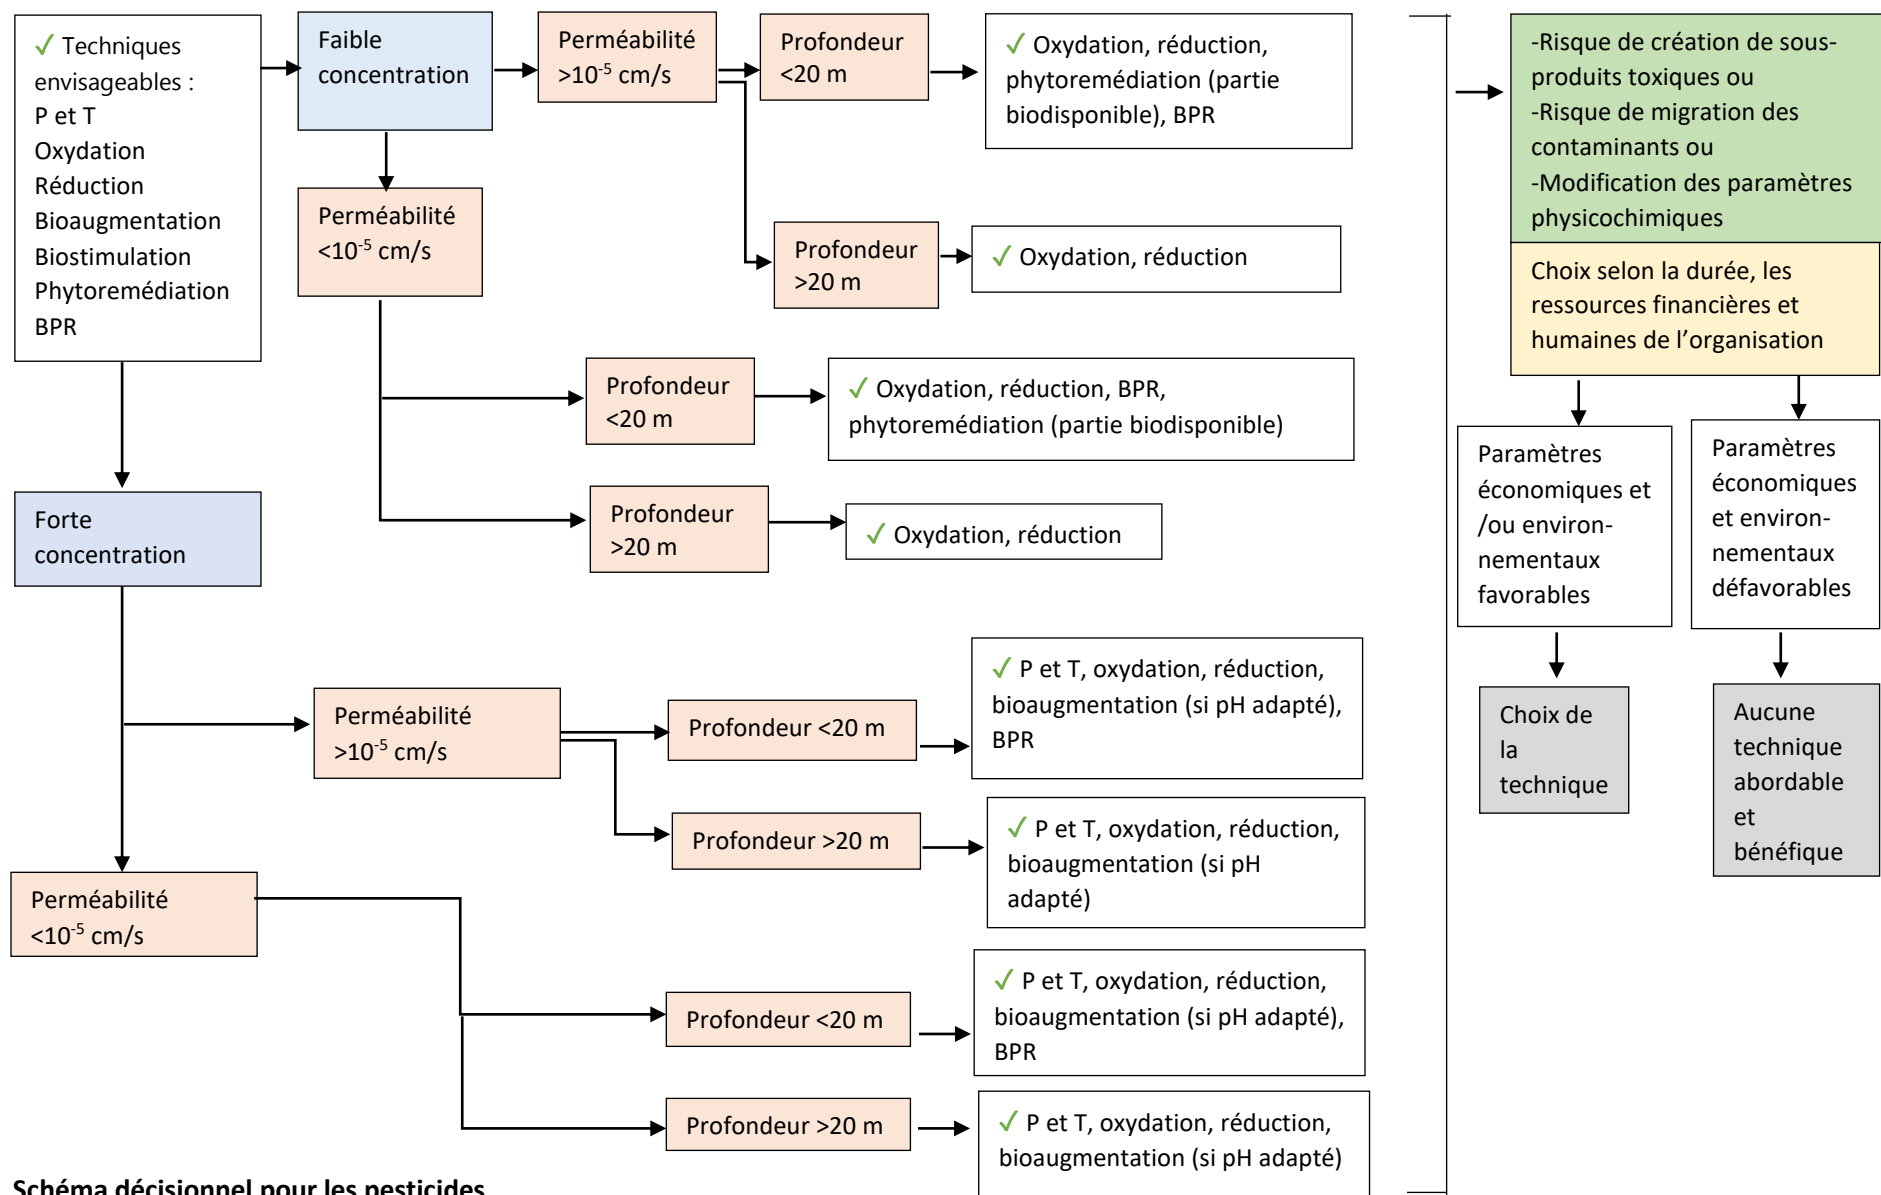 ✓ Techniques
envisageables :
P et T
Oxydation
Réduction
Bioaugmentation
Biostimulation
Phytoremédiation
BPR
Faible
concentration
Perméabilité
>10⁻⁵ cm/s
Profondeur
<20 m
✓ Oxydation, réduction,
phytoremédiation (partie
biodisponible), BPR
Perméabilité
<10⁻⁵ cm/s
Profondeur
>20 m
✓ Oxydation, réduction
Profondeur
<20 m
✓ Oxydation, réduction, BPR,
phytoremédiation (partie biodisponible)
Profondeur
>20 m
✓ Oxydation, réduction
Forte
concentration
Perméabilité
>10⁻⁵ cm/s
Profondeur <20 m
✓ P et T, oxydation, réduction,
bioaugmentation (si pH adapté),
BPR
Profondeur >20 m
✓ P et T, oxydation, réduction,
bioaugmentation (si pH
adapté)
Perméabilité
<10⁻⁵ cm/s
Profondeur <20 m
✓ P et T, oxydation, réduction,
bioaugmentation (si pH adapté),
BPR
Profondeur >20 m
✓ P et T, oxydation, réduction,
bioaugmentation (si pH adapté)
-Risque de création de sous-
produits toxiques ou
-Risque de migration des
contaminants ou
-Modification des paramètres
physicochimiques
Choix selon la durée, les
ressources financières et
humaines de l’organisation
Paramètres
économiques et
/ou environ-
nementaux
favorables
Paramètres
économiques
et environ-
nementaux
défavorables
Choix de
la
technique
Aucune
technique
abordable
et
bénéfique
Schéma décisionnel pour les pesticides